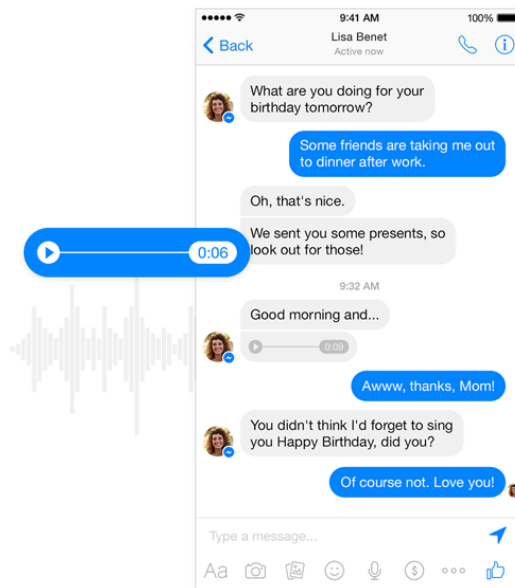 9:41 AM
100%
Back
Lisa Benet
Active now
What are you doing for your
birthday tomorrow?
Some friends are taking me out
to dinner after work.
Oh, that's nice.
We sent you some presents, so
look out for those!
0:06
9:32 AM
Good morning and...
0:09
Awww, thanks, Mom!
You didn't think I'd forget to sing
you Happy Birthday, did you?
Of course not. Love you!
Type a message...
Aa
$